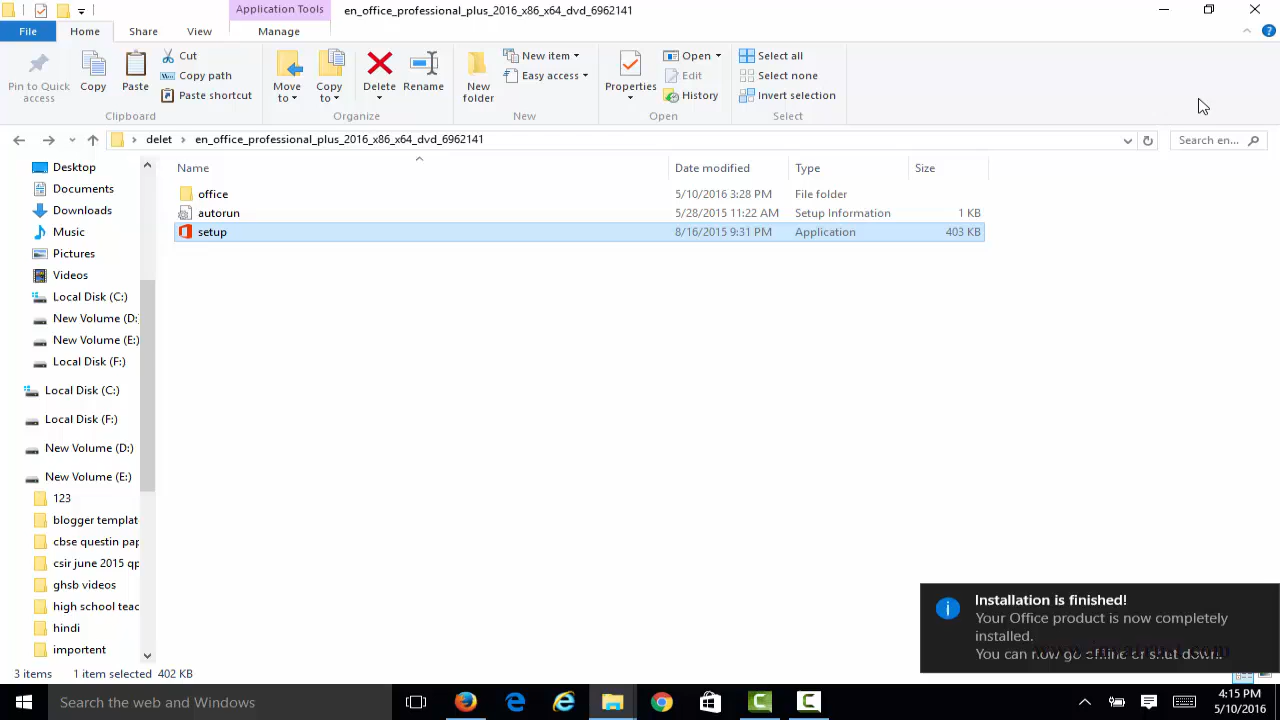 Application Tools
en_office_professional_plus_2016_x86_x64_dvd_6962141
File
Home
Share
View
Manage
Pin to Quick access
Copy
Paste
Cut
Copy path
Paste shortcut
Clipboard
Move to
Copy to
Delete
Rename
Organize
New folder
New item
Easy access
New
Properties
Open
Edit
History
Open
Select all
Select none
Invert selection
Select
delet
en_office_professional_plus_2016_x86_x64_dvd_6962141
Search en...
Name
Date modified
Type
Size
office
5/10/2016 3:28 PM
File folder
autorun
5/28/2015 11:22 AM
Setup Information
1 KB
setup
8/16/2015 9:31 PM
Application
403 KB
Desktop
Documents
Downloads
Music
Pictures
Videos
Local Disk (C:)
New Volume (D:
New Volume (E:)
Local Disk (F:)
Local Disk (C:)
Local Disk (F:)
New Volume (D:)
New Volume (E:)
123
blogger templat
cbse questin pap
csir june 2015 qp
ghsb videos
high school teac
hindi
importent
3 items
1 item selected 402 KB
Installation is finished!
Your Office product is now completely
installed.
You can now go offline or shut down.
Search the web and Windows
4:15 PM
5/10/2016